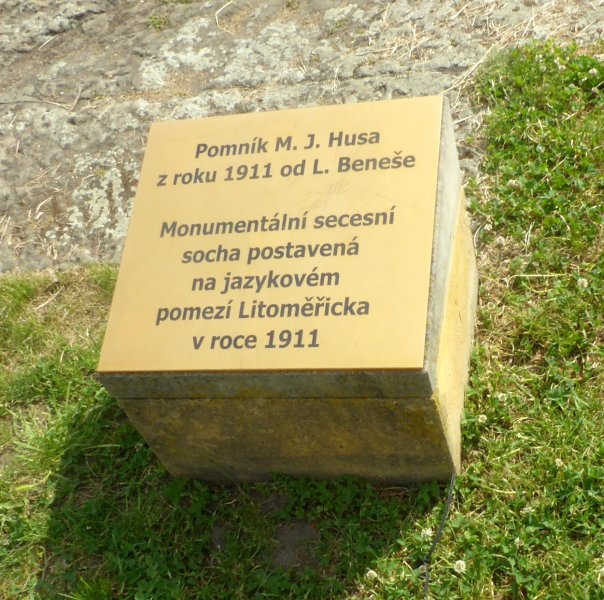 Pomník M. J. Husa
z roku 1911 od L. Beneše
Monumentální secesní
socha postavená
na jazykovém
pomezí Litoměřicka
v roce 1911